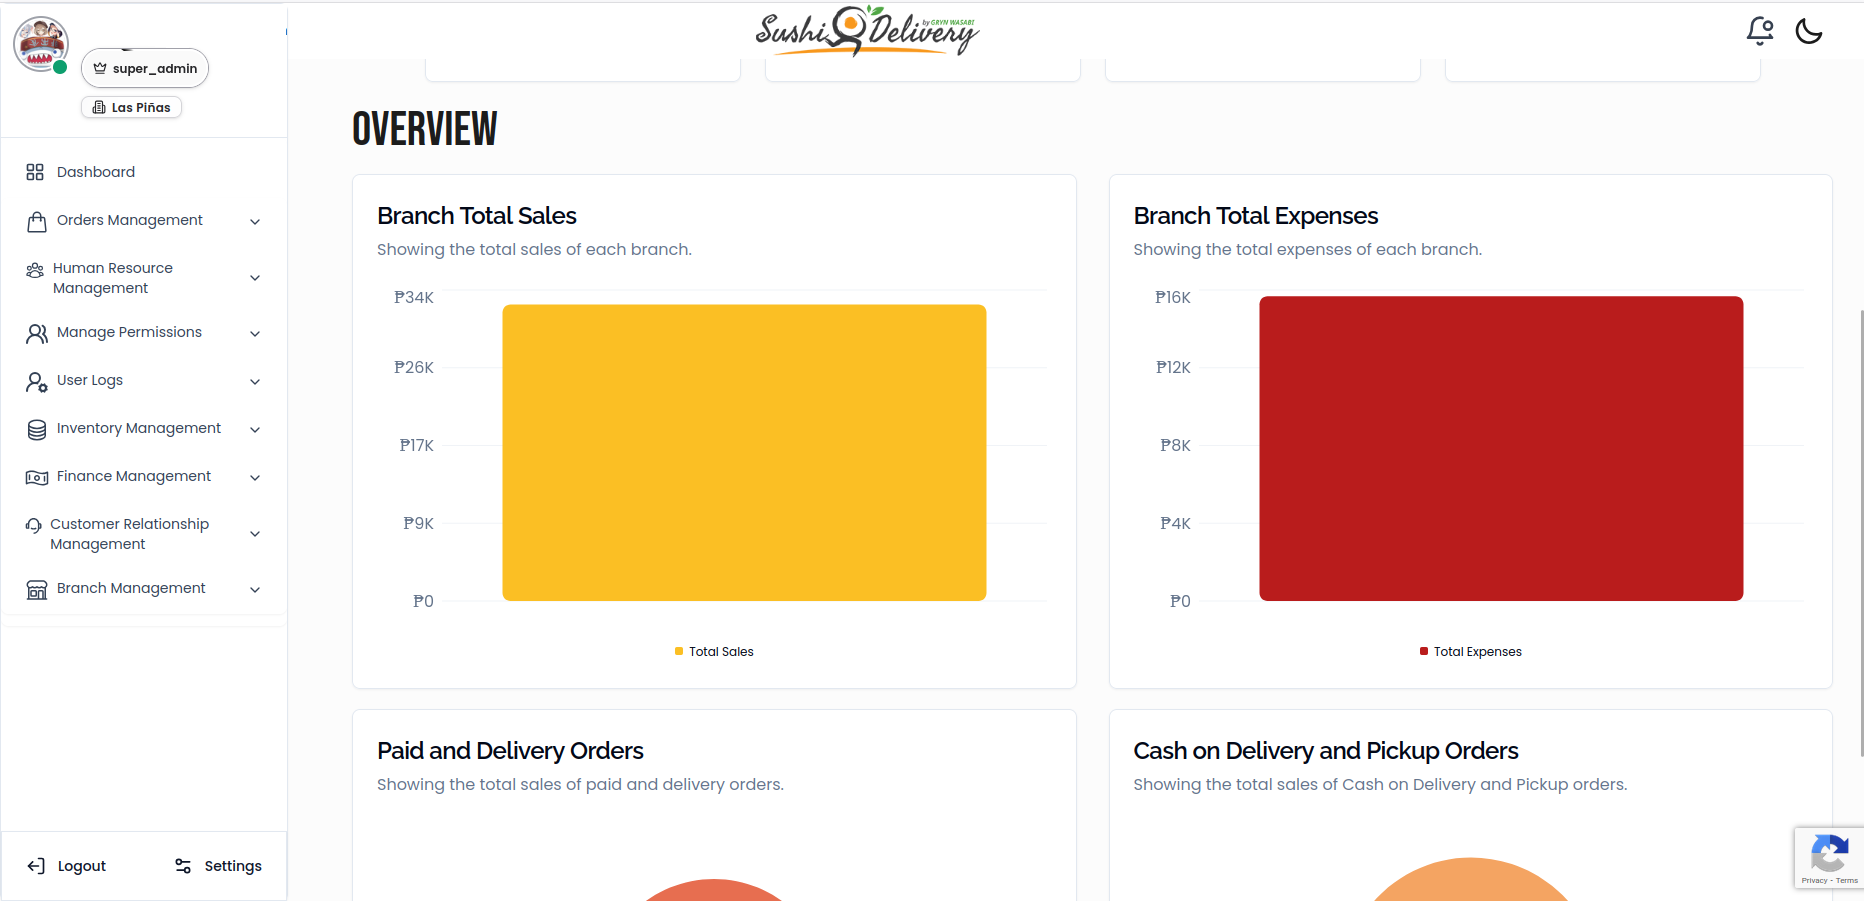 super_admin
Las Piñas
Dashboard
Orders Management
Human Resource
Management
Manage Permissions
User Logs
Inventory Management
Finance Management
Customer Relationship
Management
Branch Management
Logout
Settings
Sushi Delivery
by GRYN WASABI
OVERVIEW
Branch Total Sales
Showing the total sales of each branch.
₱34K
₱26K
₱17K
₱9K
₱0
Total Sales
Branch Total Expenses
Showing the total expenses of each branch.
₱16K
₱12K
₱8K
₱4K
₱0
Total Expenses
Paid and Delivery Orders
Showing the total sales of paid and delivery orders.
Cash on Delivery and Pickup Orders
Showing the total sales of Cash on Delivery and Pickup orders.
Privacy - Terms